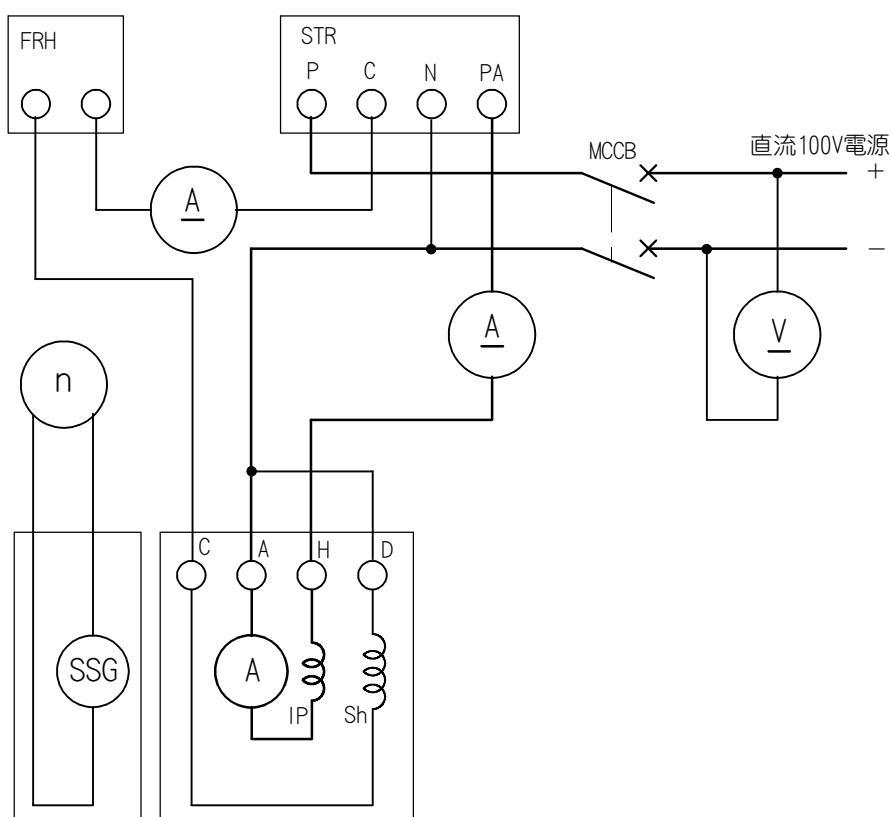 FRH
STR
P C N PA
MCCB
直流100V電源
+
A
−
A
V
n
C A H D
SSG
A
IP
Sh